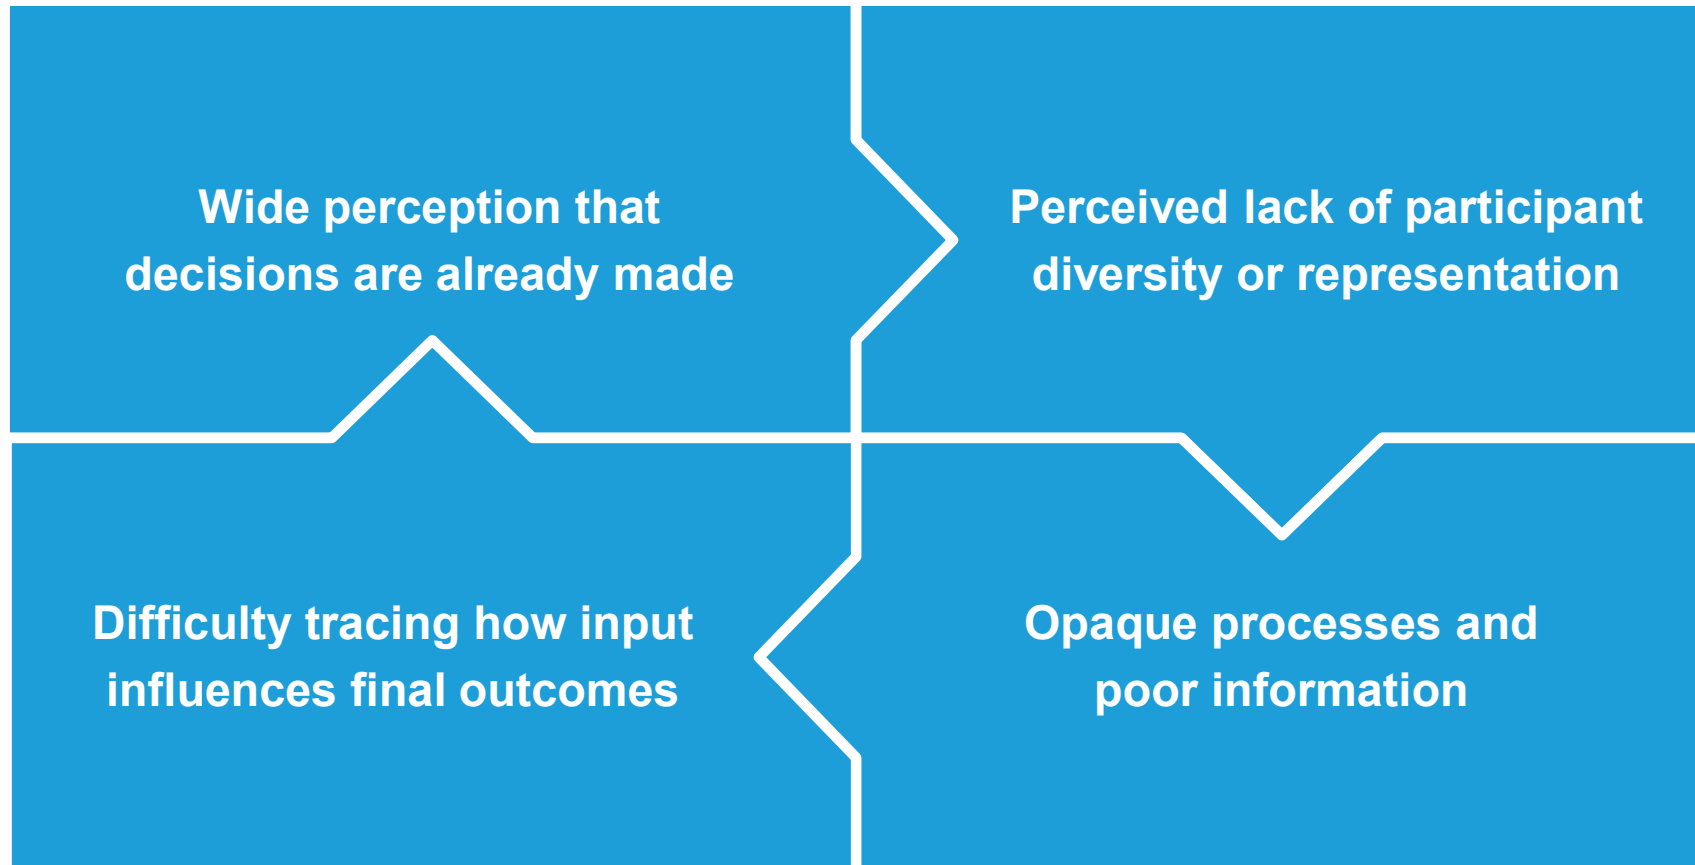 Wide perception that
decisions are already made
Perceived lack of participant
diversity or representation
Difficulty tracing how input
influences final outcomes
Opaque processes and
poor information